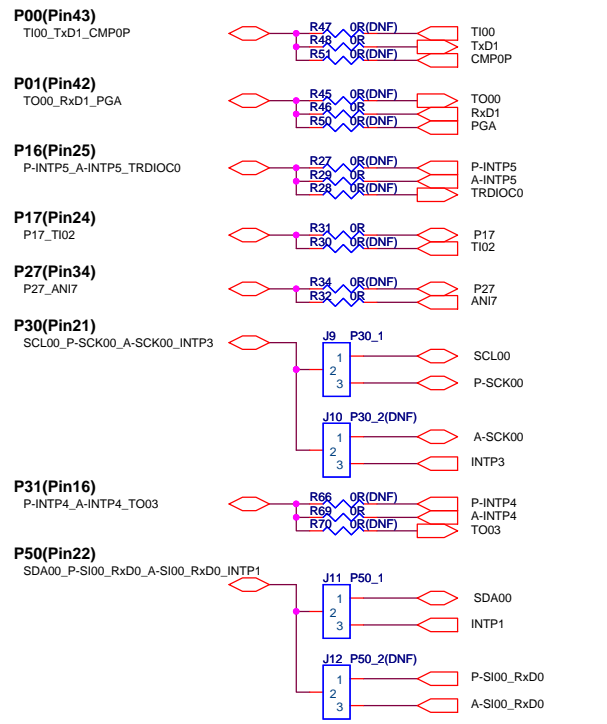 P00(Pin43)
TI00_TxD1_CMP0P
R47 0R(DNF) TI00
R48 0R TxD1
R51 0R(DNF) CMP0P
P01(Pin42)
TO00_RxD1_PGA
R45 0R(DNF) TO00
R46 0R RxD1
R50 0R(DNF) PGA
P16(Pin25)
P-INTP5_A-INTP5_TRDIOC0
R27 0R(DNF) P-INTP5
R29 0R A-INTP5
R28 0R(DNF) TRDIOC0
P17(Pin24)
P17_TI02
R31 0R P17
R30 0R(DNF) TI02
P27(Pin34)
P27_ANI7
R34 0R(DNF) P27
R32 0R ANI7
P30(Pin21)
SCL00_P-SCK00_A-SCK00_INTP3
J9 P30_1
1 SCL00
2
3 P-SCK00
J10 P30_2(DNF)
1 A-SCK00
2
3 INTP3
P31(Pin16)
P-INTP4_A-INTP4_TO03
R66 0R(DNF) P-INTP4
R69 0R A-INTP4
R70 0R(DNF) TO03
P50(Pin22)
SDA00_P-SI00_RxD0_A-SI00_RxD0_INTP1
J11 P50_1
1 SDA00
2
3 INTP1
J12 P50_2(DNF)
1 P-SI00_RxD0
2
3 A-SI00_RxD0